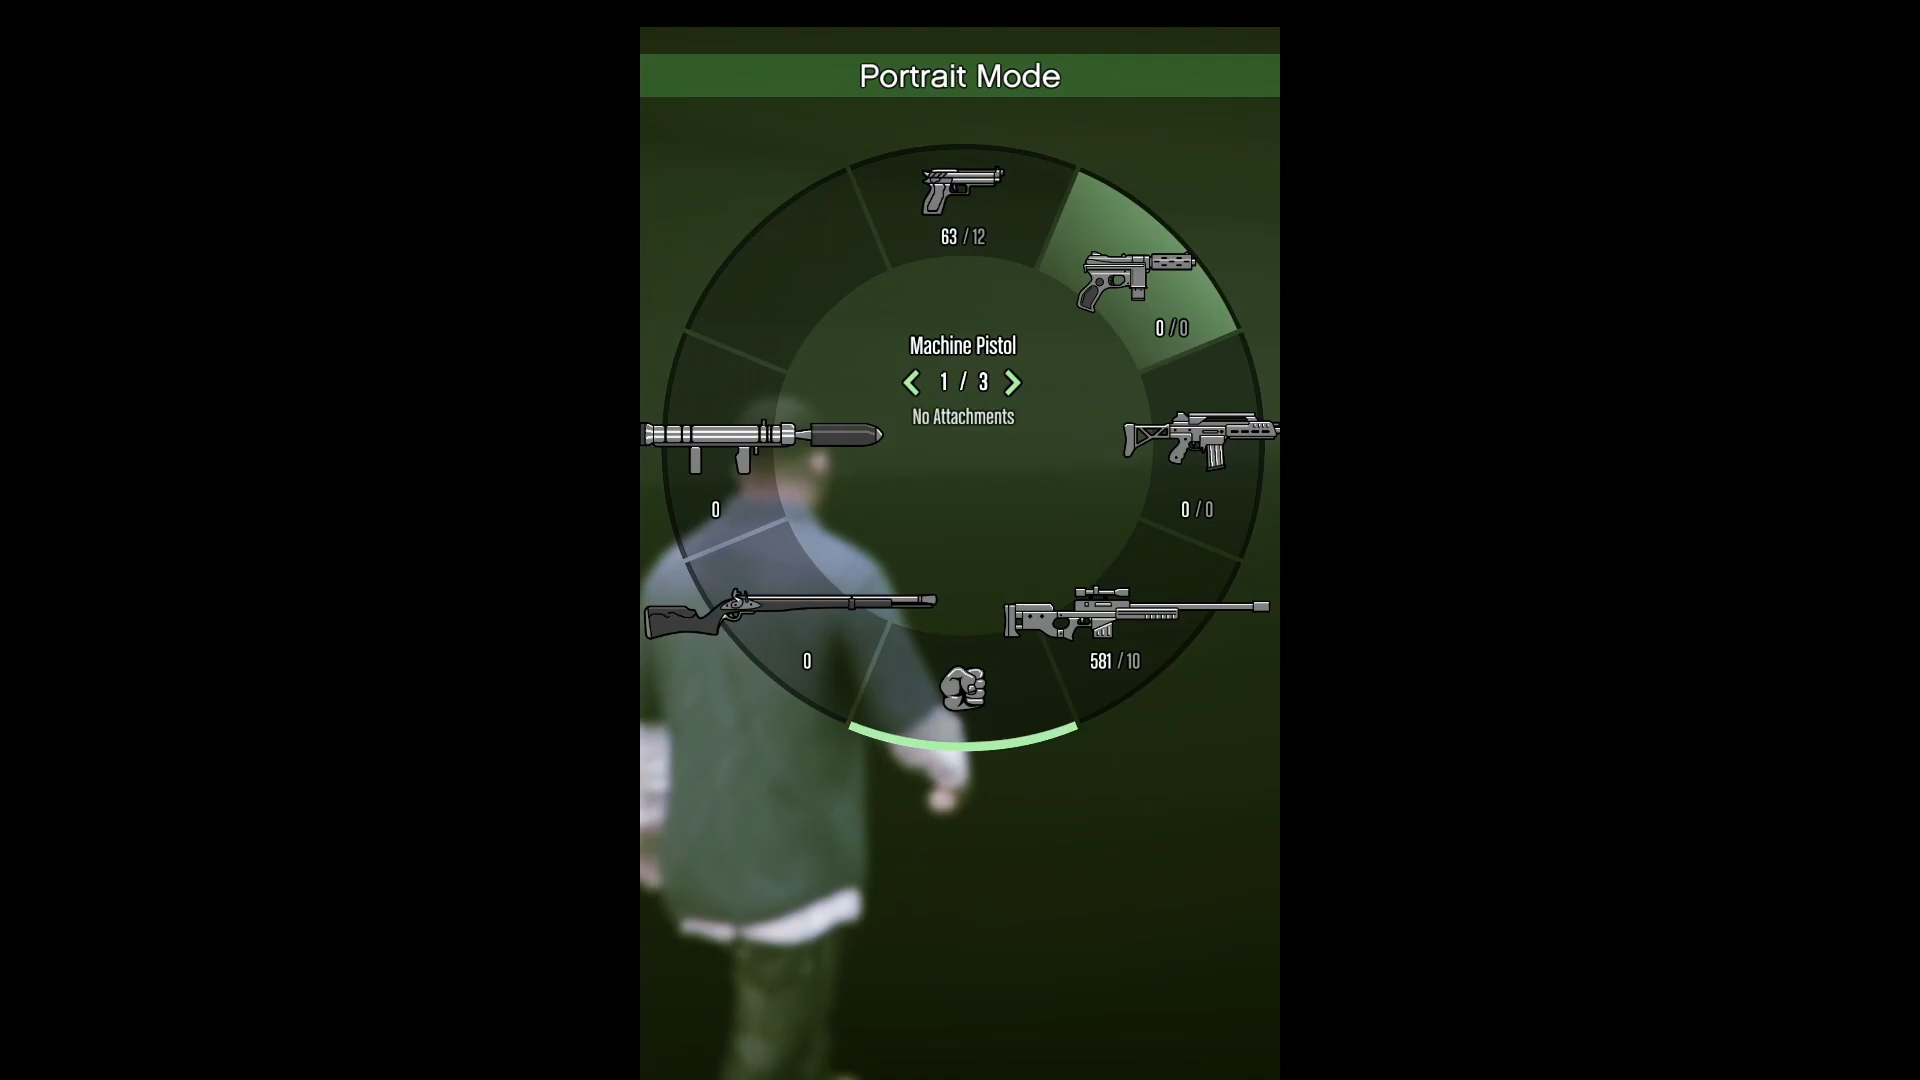 Portrait Mode
63 / 12
0 / 0
Machine Pistol
1 / 3
No Attachments
0
0 / 0
0
581 / 10